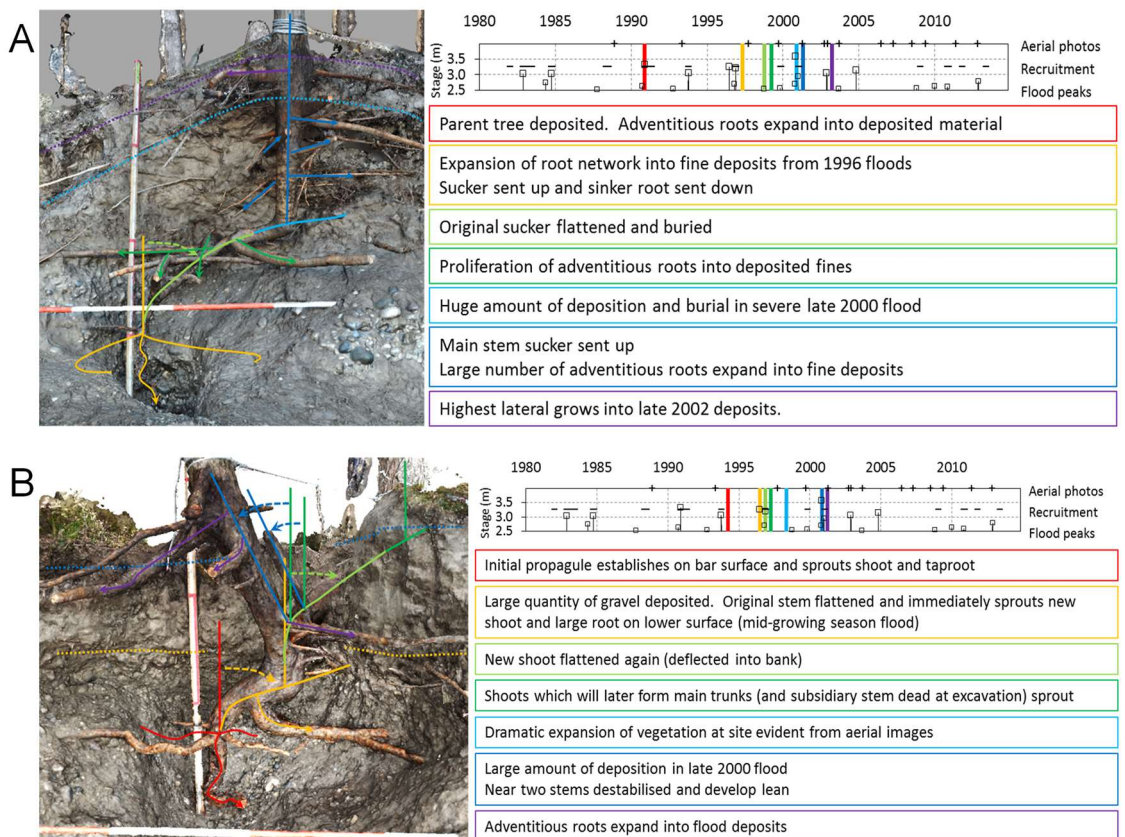 A
1980 1985 1990 1995 2000 2005 2010
Stage (m)
3.5
3.0
2.5
Aerial photos
Recruitment
Flood peaks
Parent tree deposited. Adventitious roots expand into deposited material
Expansion of root network into fine deposits from 1996 floods
Sucker sent up and sinker root sent down
Original sucker flattened and buried
Proliferation of adventitious roots into deposited fines
Huge amount of deposition and burial in severe late 2000 flood
Main stem sucker sent up
Large number of adventitious roots expand into fine deposits
Highest lateral grows into late 2002 deposits.
B
1980 1985 1990 1995 2000 2005 2010
Stage (m)
3.5
3.0
2.5
Aerial photos
Recruitment
Flood peaks
Initial propagule establishes on bar surface and sprouts shoot and taproot
Large quantity of gravel deposited. Original stem flattened and immediately sprouts new
shoot and large root on lower surface (mid-growing season flood)
New shoot flattened again (deflected into bank)
Shoots which will later form main trunks (and subsidiary stem dead at excavation) sprout
Dramatic expansion of vegetation at site evident from aerial images
Large amount of deposition in late 2000 flood
Near two stems destabilised and develop lean
Adventitious roots expand into flood deposits